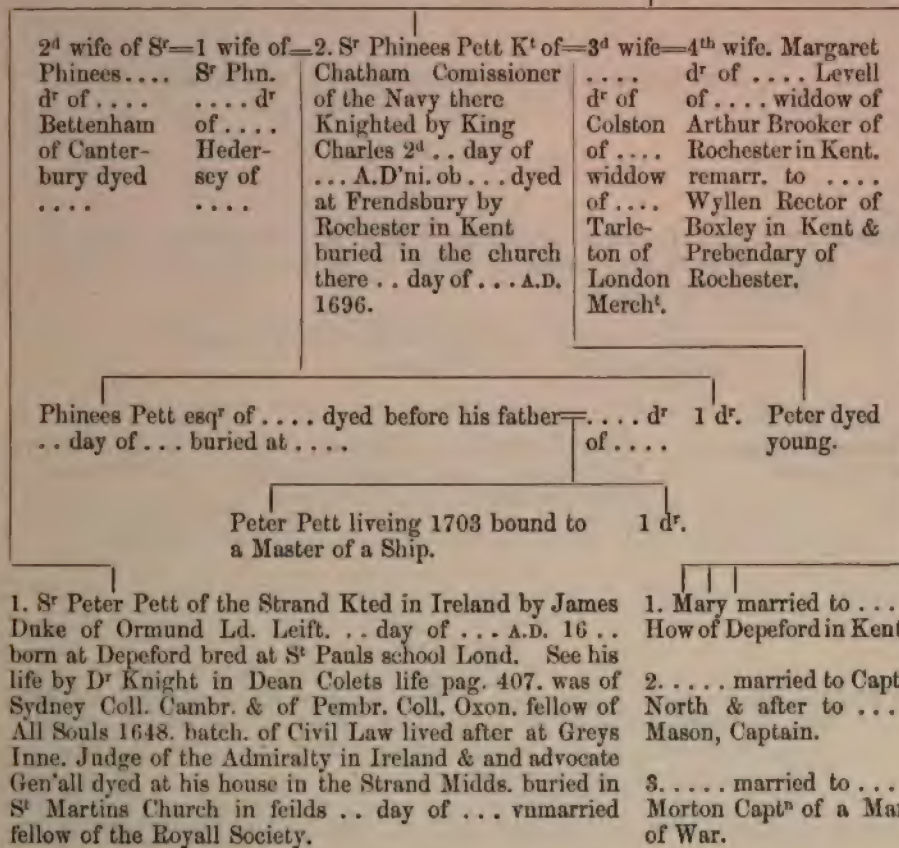 2ᵈ wife of Sʳ
Phinees....
dʳ of ....
Bettenham
of Canter-
bury dyed
....
1 wife of
Sʳ Phn.
.... dʳ
of ....
Heder-
sey of
....
2. Sʳ Phinees Pett Kᵗ of
Chatham Comissioner
of the Navy there
Knighted by King
Charles 2ᵈ .. day of
... A.D'ni. ob ... dyed
at Frendsbury by
Rochester in Kent
buried in the church
there .. day of ... A.D.
1696.
3ᵈ wife
....
dʳ of
Colston
of ....
widdow
of ....
Tarle-
ton of
London
Merchᵗ.
4ᵗʰ wife. Margaret
dʳ of .... Levell
of .... widdow of
Arthur Brooker of
Rochester in Kent.
remarr. to ....
Wyllen Rector of
Boxley in Kent &
Prebendary of
Rochester.
Phinees Pett esqʳ of .... dyed before his father
.. day of ... buried at ....
.... dʳ
of ....
1 dʳ.
Peter dyed
young.
Peter Pett liveing 1703 bound to
a Master of a Ship.
1 dʳ.
1. Sʳ Peter Pett of the Strand Kted in Ireland by James
Duke of Ormund Ld. Leift. .. day of ... A.D. 16 ..
born at Depeford bred at Sᵗ Pauls school Lond. See his
life by Dʳ Knight in Dean Colets life pag. 407. was of
Sydney Coll. Cambr. & of Pembr. Coll. Oxon. fellow of
All Souls 1648. batch. of Civil Law lived after at Greys
Inne. Judge of the Admiralty in Ireland & and advocate
Gen'all dyed at his house in the Strand Midds. buried in
Sᵗ Martins Church in feilds .. day of ... vnmarried
fellow of the Royall Society.
1. Mary married to ...
How of Depeford in Kent
2. .... married to Capt
North & after to ...
Mason, Captain.
3. .... married to ...
Morton Captⁿ of a Man
of War.